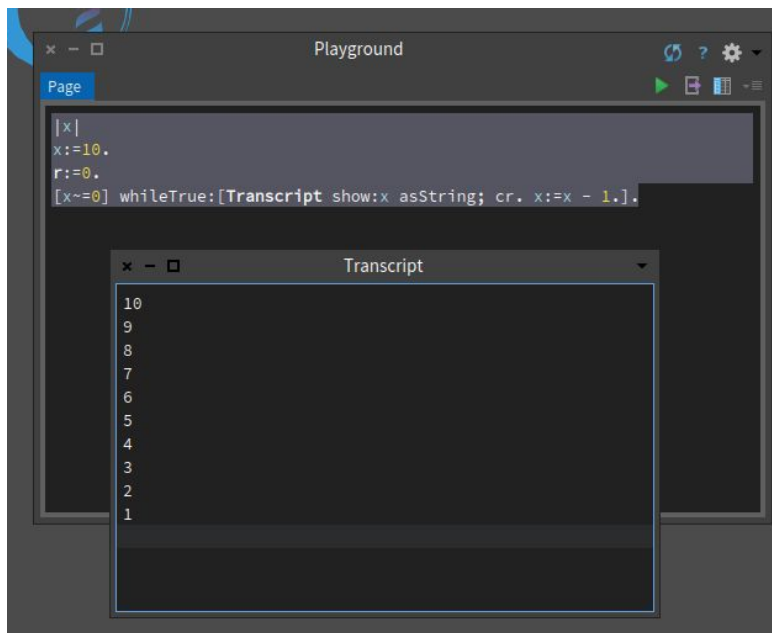 Playground
?
Page
|x|
x:=10.
r:=0.
[x~=0] whileTrue:[Transcript show:x asString; cr. x:=x - 1.].
Transcript
10
9
8
7
6
5
4
3
2
1